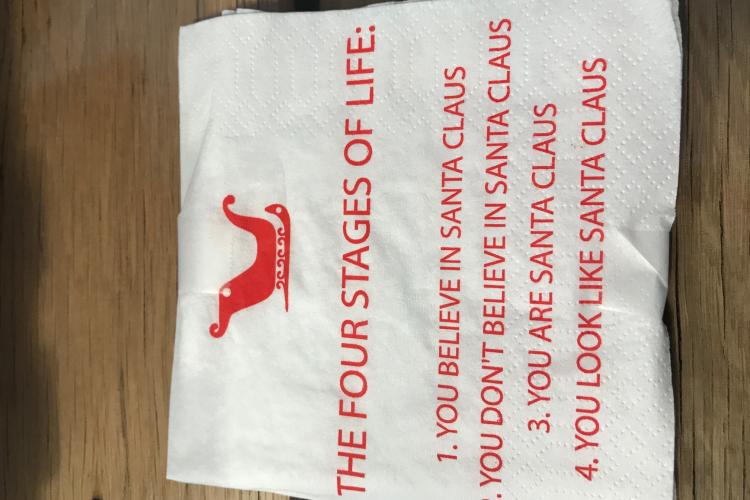 THE FOUR STAGES OF LIFE:
1. YOU BELIEVE IN SANTA CLAUS
. YOU DON'T BELIEVE IN SANTA CLAUS
3. YOU ARE SANTA CLAUS
4. YOU LOOK LIKE SANTA CLAUS